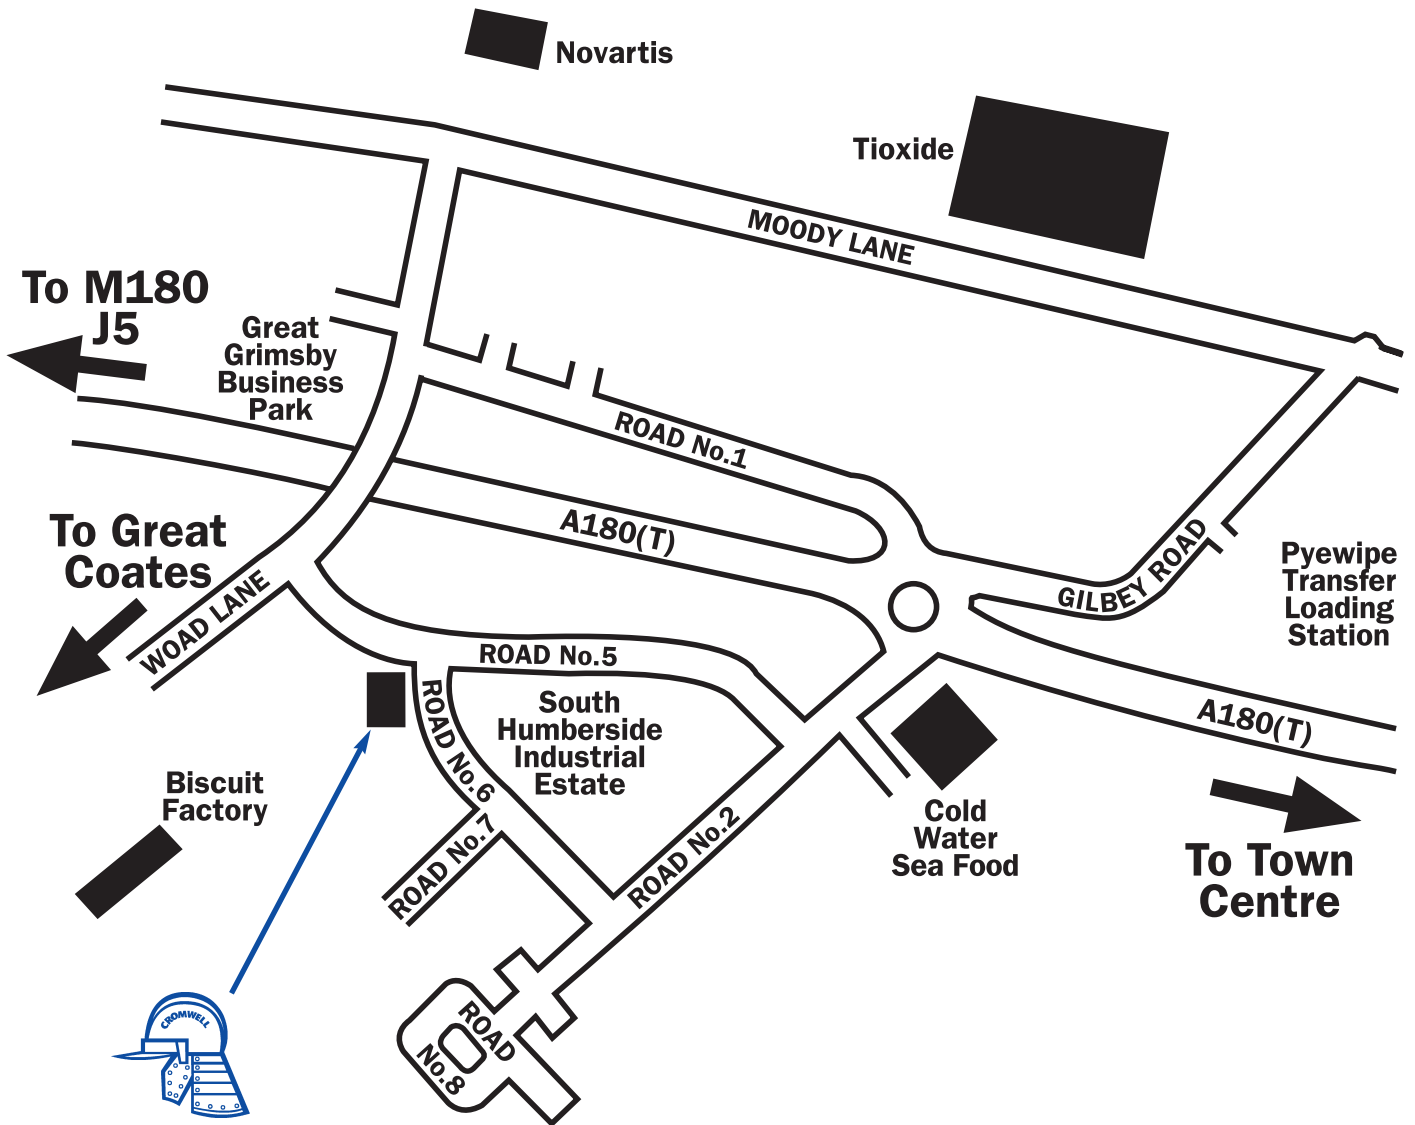 Novartis
Tioxide
MOODY LANE
To M180
J5
Great
Grimsby
Business
Park
ROAD No.1
A180(T)
To Great
Coates
WOAD LANE
GILBEY ROAD
Pyewipe
Transfer
Loading
Station
ROAD No.5
South
Humberside
Industrial
Estate
ROAD No.6
A180(T)
Biscuit
Factory
ROAD No.7
ROAD No.2
Cold
Water
Sea Food
To Town
Centre
ROAD
No.8
CROMWELL